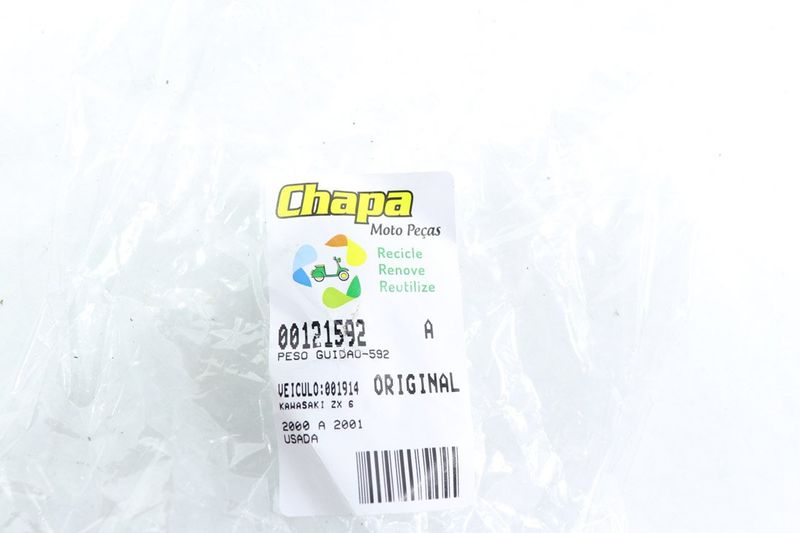 Chapa
Moto Peças
Recicle
Renove
Reutilize
00121592 A
PESO GUIDAO-592
VEICULO:001914 ORIGINAL
KAWASAKI ZX 6
2000 A 2001
USADA